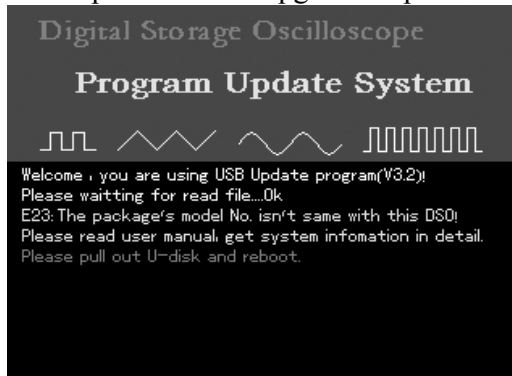 Digital Storage Oscilloscope
Program Update System
Welcome , you are using USB Update program(V3.2)!
Please waitting for read file....Ok
E23: The package's model No. isn't same with this DSO!
Please read user manual, get system infomation in detail.
Please pull out U-disk and reboot.